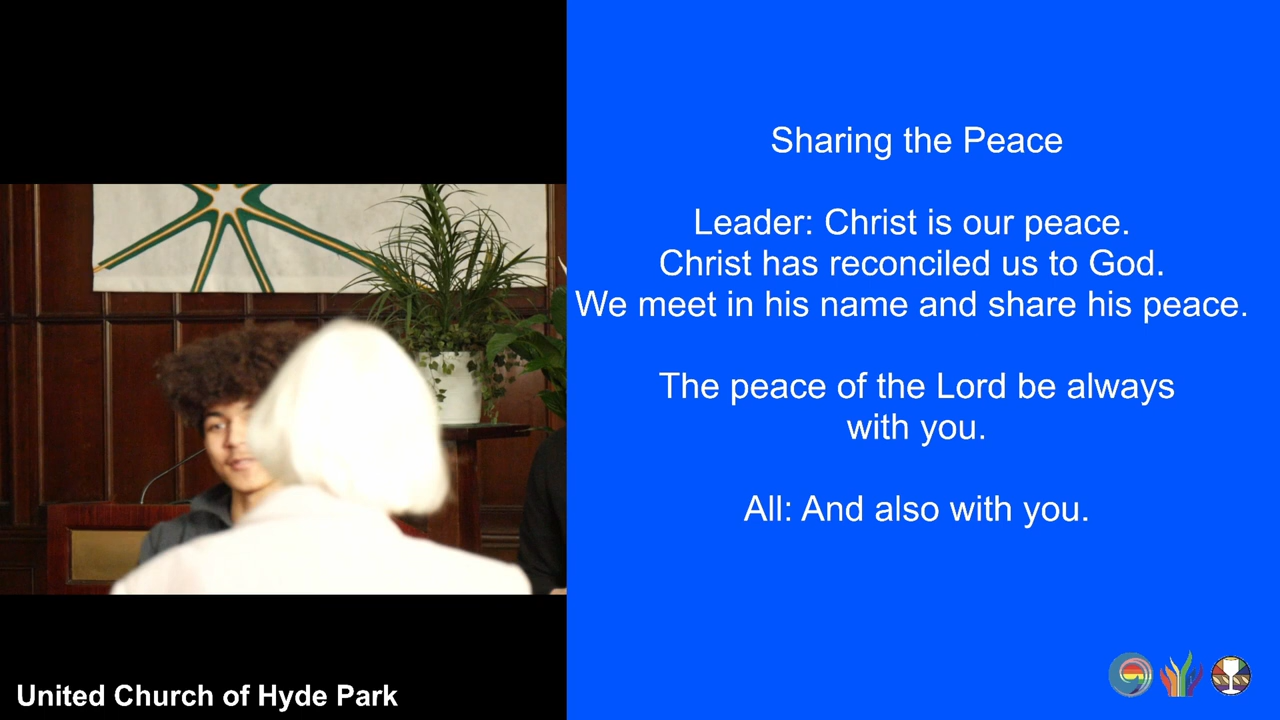 Sharing the Peace
Leader: Christ is our peace.
Christ has reconciled us to God.
We meet in his name and share his peace.
The peace of the Lord be always
with you.
All: And also with you.
United Church of Hyde Park